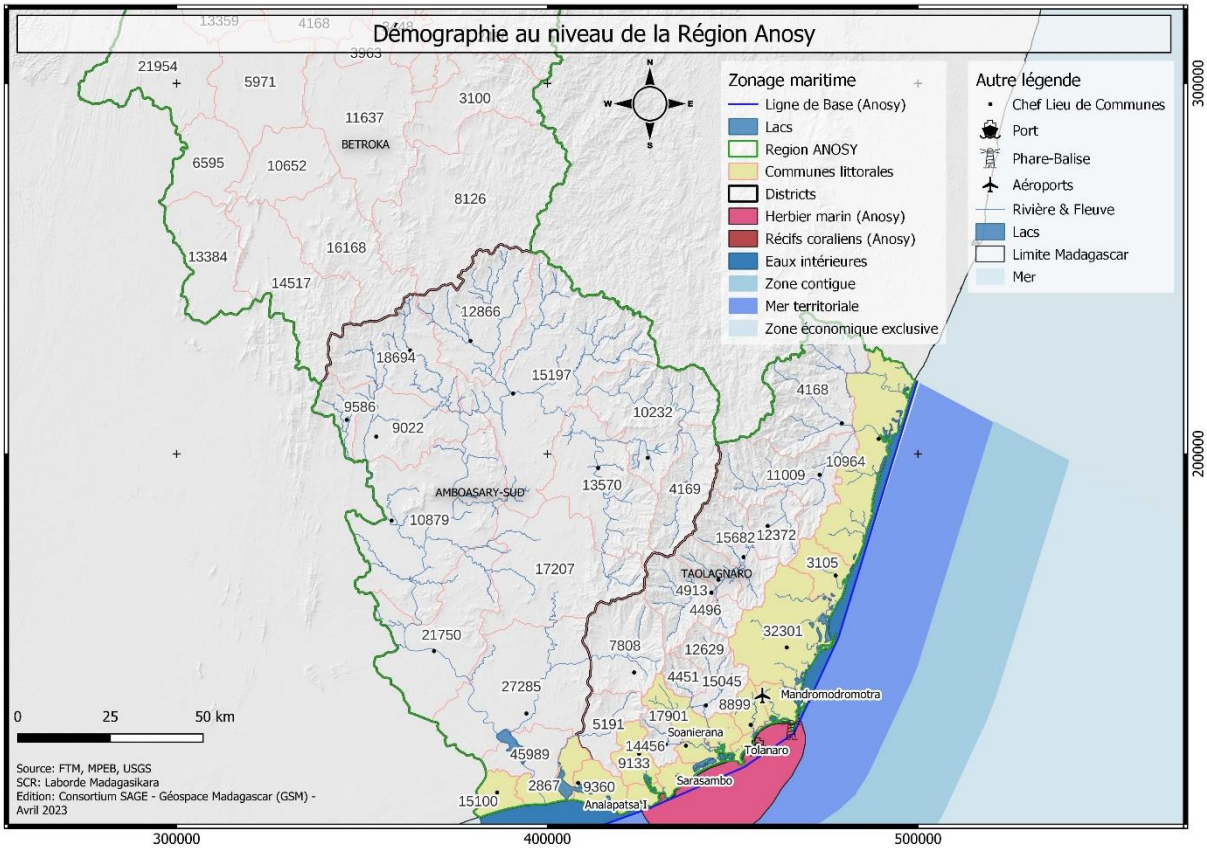 Démographie au niveau de la Région Anosy
13359
4168
3963
21954
5971
3100
11637
BETROKA
6595
10652
8126
16168
13384
14517
N
W
E
S
Zonage maritime
Ligne de Base (Anosy)
Lacs
Region ANOSY
Communes littorales
Districts
Herbier marin (Anosy)
Récifs coraliens (Anosy)
Eaux intérieures
Zone contigue
Mer territoriale
Zone économique exclusive
Autre légende
Chef Lieu de Communes
Port
Phare-Balise
Aéroports
Rivière & Fleuve
Lacs
Limite Madagascar
Mer
12866
18694
15197
4168
9586
10232
9022
10964
11009
13570
4169
AMBOASARY-SUD
10879
15682
12372
17207
3105
TAOLAGNARO
4913
4496
32301
7808
21750
12629
4451
15045
27285
Mandromodromotra
8899
17901
5191
Soanierana
14456
Tolanaro
45989
9133
Sarasambo
2867
9360
15100
Analapatsa I
0 25 50 km
Source: FTM, MPEB, USGS
SCR: Laborde Madagasikara
Edition: Consortium SAGE - Géospace Madagascar (GSM) -
Avril 2023
300000
200000
300000
400000
500000